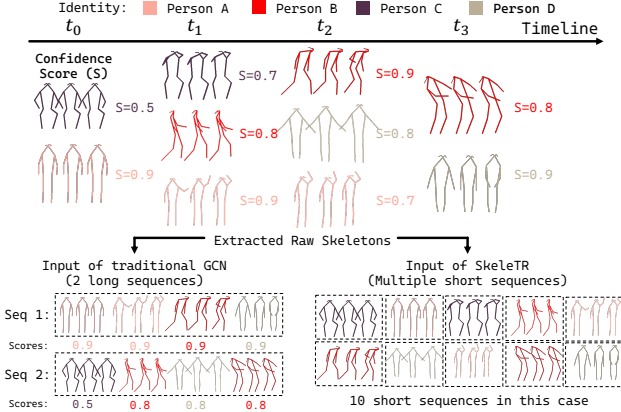 Identity: Person A Person B Person C Person D
t0 t1 t2 t3 Timeline
Confidence
Score (S)
S=0.5 S=0.7 S=0.9 S=0.8
S=0.8 S=0.8
S=0.9 S=0.9 S=0.7 S=0.9
Extracted Raw Skeletons
Input of traditional GCN
(2 long sequences)
Input of SkeleTR
(Multiple short sequences)
Seq 1:
Scores: 0.9 0.9 0.9 0.9
Seq 2:
Scores: 0.5 0.8 0.8 0.8
10 short sequences in this case